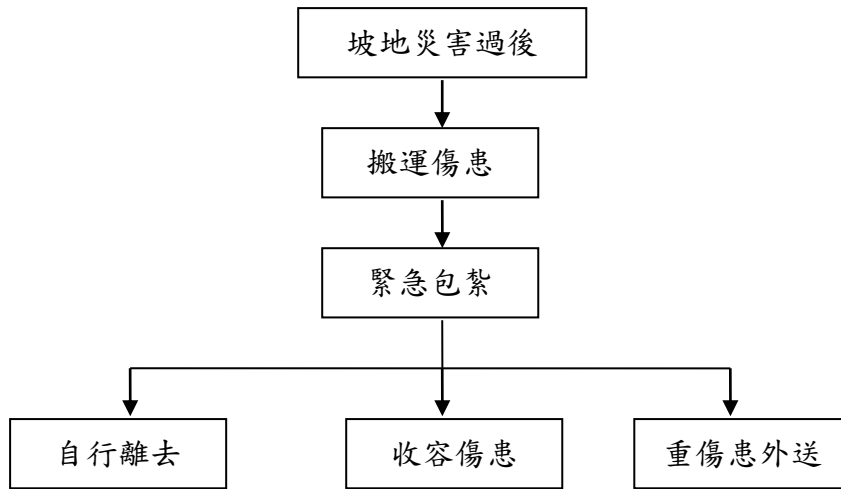 坡地災害過後
搬運傷患
緊急包紮
自行離去
收容傷患
重傷患外送